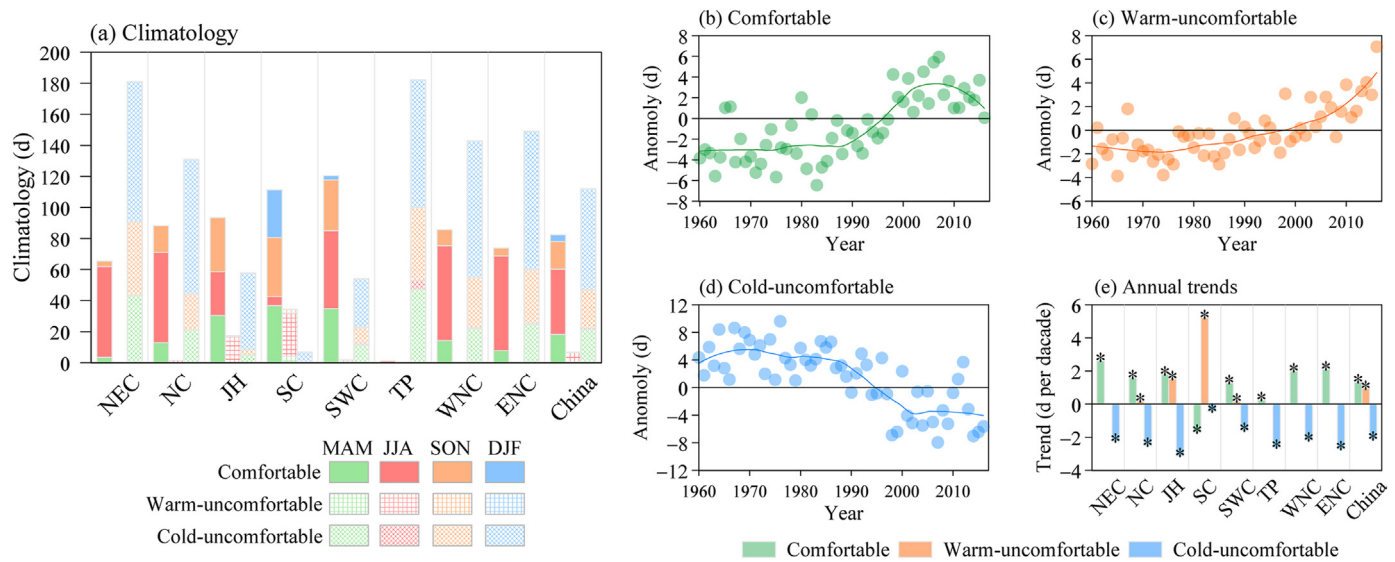 (a) Climatology
Climatology (d)
200
180
160
140
120
100
80
60
40
20
0
NEC
NC
JH
SC
SWC
TP
WNC
ENC
China
MAM JJA SON DJF
Comfortable
Warm-uncomfortable
Cold-uncomfortable
(b) Comfortable
Anomoly (d)
8
6
4
2
0
−2
−4
−6
−8
1960 1970 1980 1990 2000 2010
Year
(c) Warm-uncomfortable
Anomoly (d)
8
6
4
2
0
−2
−4
−6
1960 1970 1980 1990 2000 2010
Year
(d) Cold-uncomfortable
Anomoly (d)
12
8
4
0
−4
−8
−12
1960 1970 1980 1990 2000 2010
Year
(e) Annual trends
Trend (d per dacade)
6
4
2
0
−2
−4
* * * * * * * * * * * * * * * * * * * * * * *
NEC
NC
JH
SC
SWC
TP
WNC
ENC
China
Comfortable Warm-uncomfortable Cold-uncomfortable